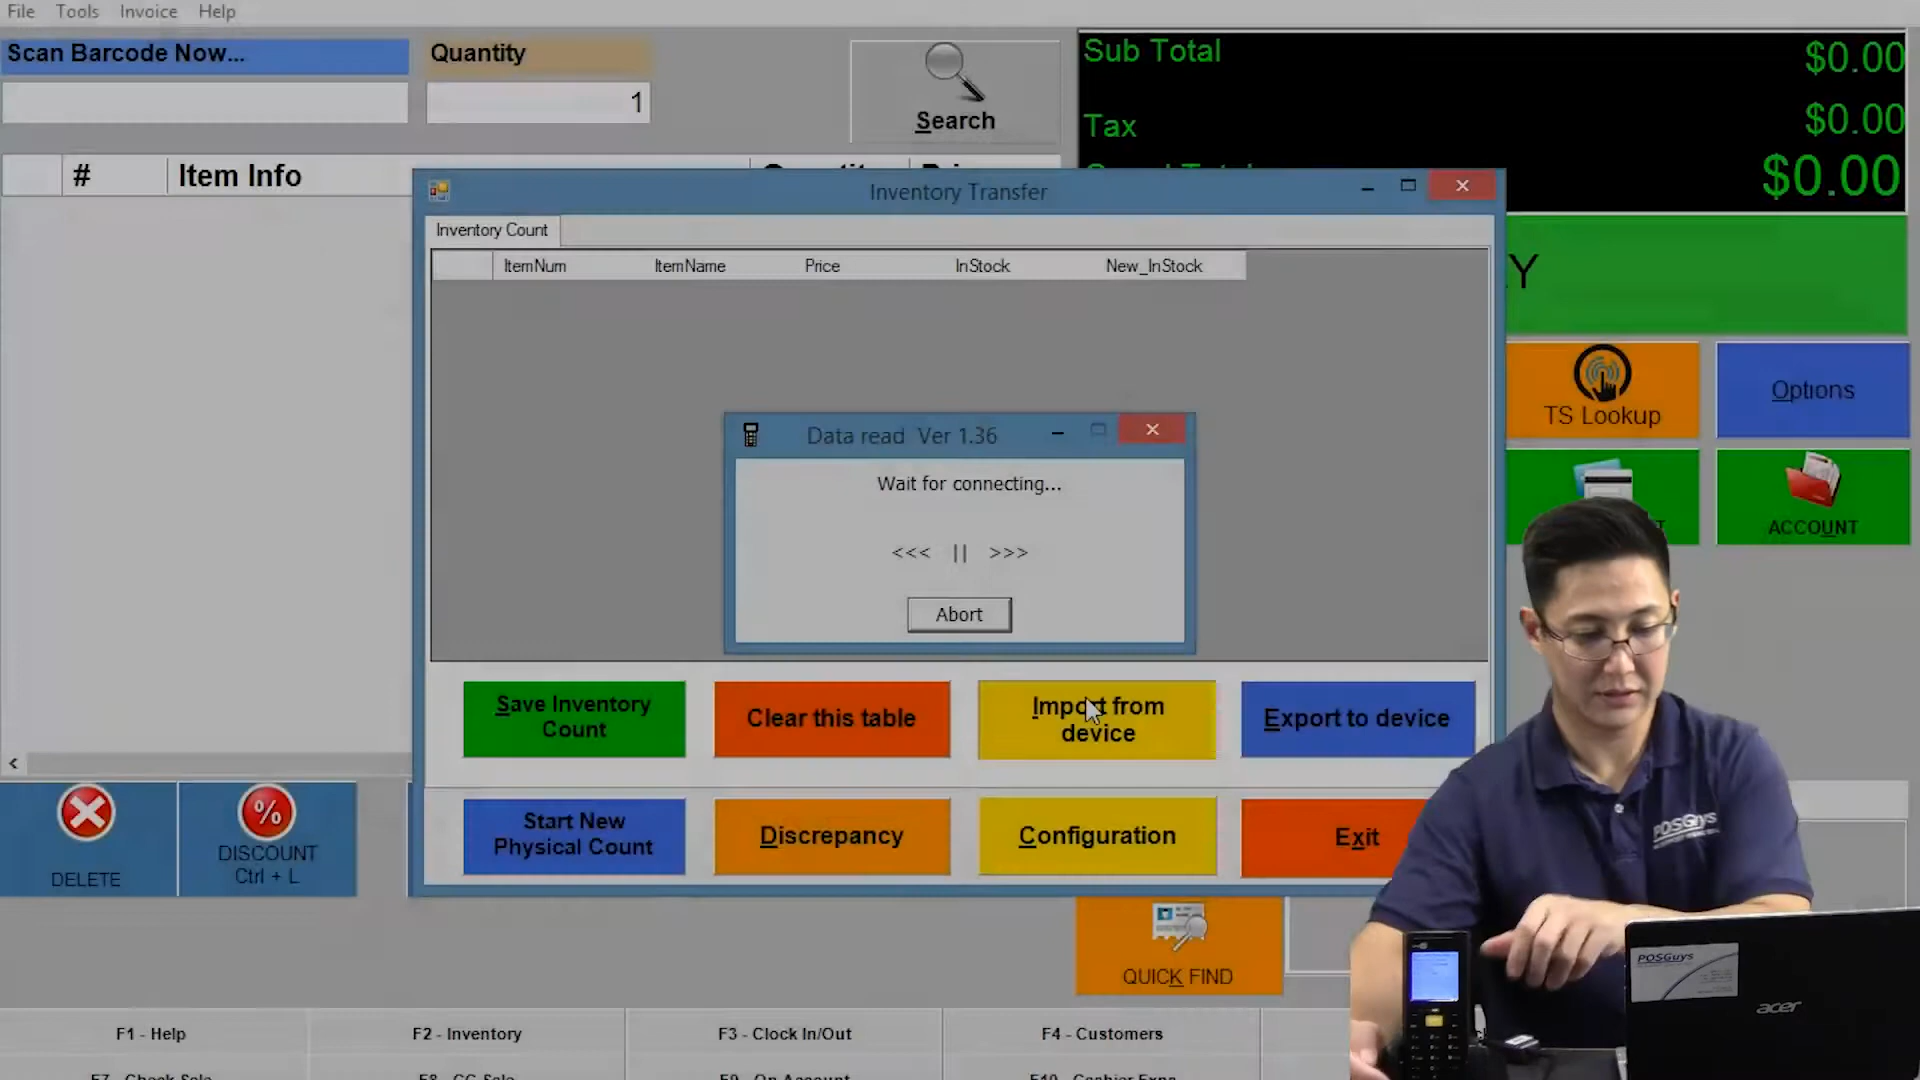 File Tools Invoice Help
Scan Barcode Now...
Quantity
1
Search
Sub Total $0.00
Tax $0.00
$0.00
# Item Info
Inventory Transfer
Inventory Count
ItemNum ItemName Price InStock New_InStock
Data read Ver 1.36
Wait for connecting...
<<< || >>>
Abort
TS Lookup
Options
ACCOUNT
Save Inventory
Count
Clear this table
Import from
device
Export to device
Start New
Physical Count
Discrepancy
Configuration
Exit
DELETE
DISCOUNT
Ctrl + L
QUICK FIND
POSGuys
POSGuys
acer
F1 - Help
F2 - Inventory
F3 - Clock In/Out
F4 - Customers